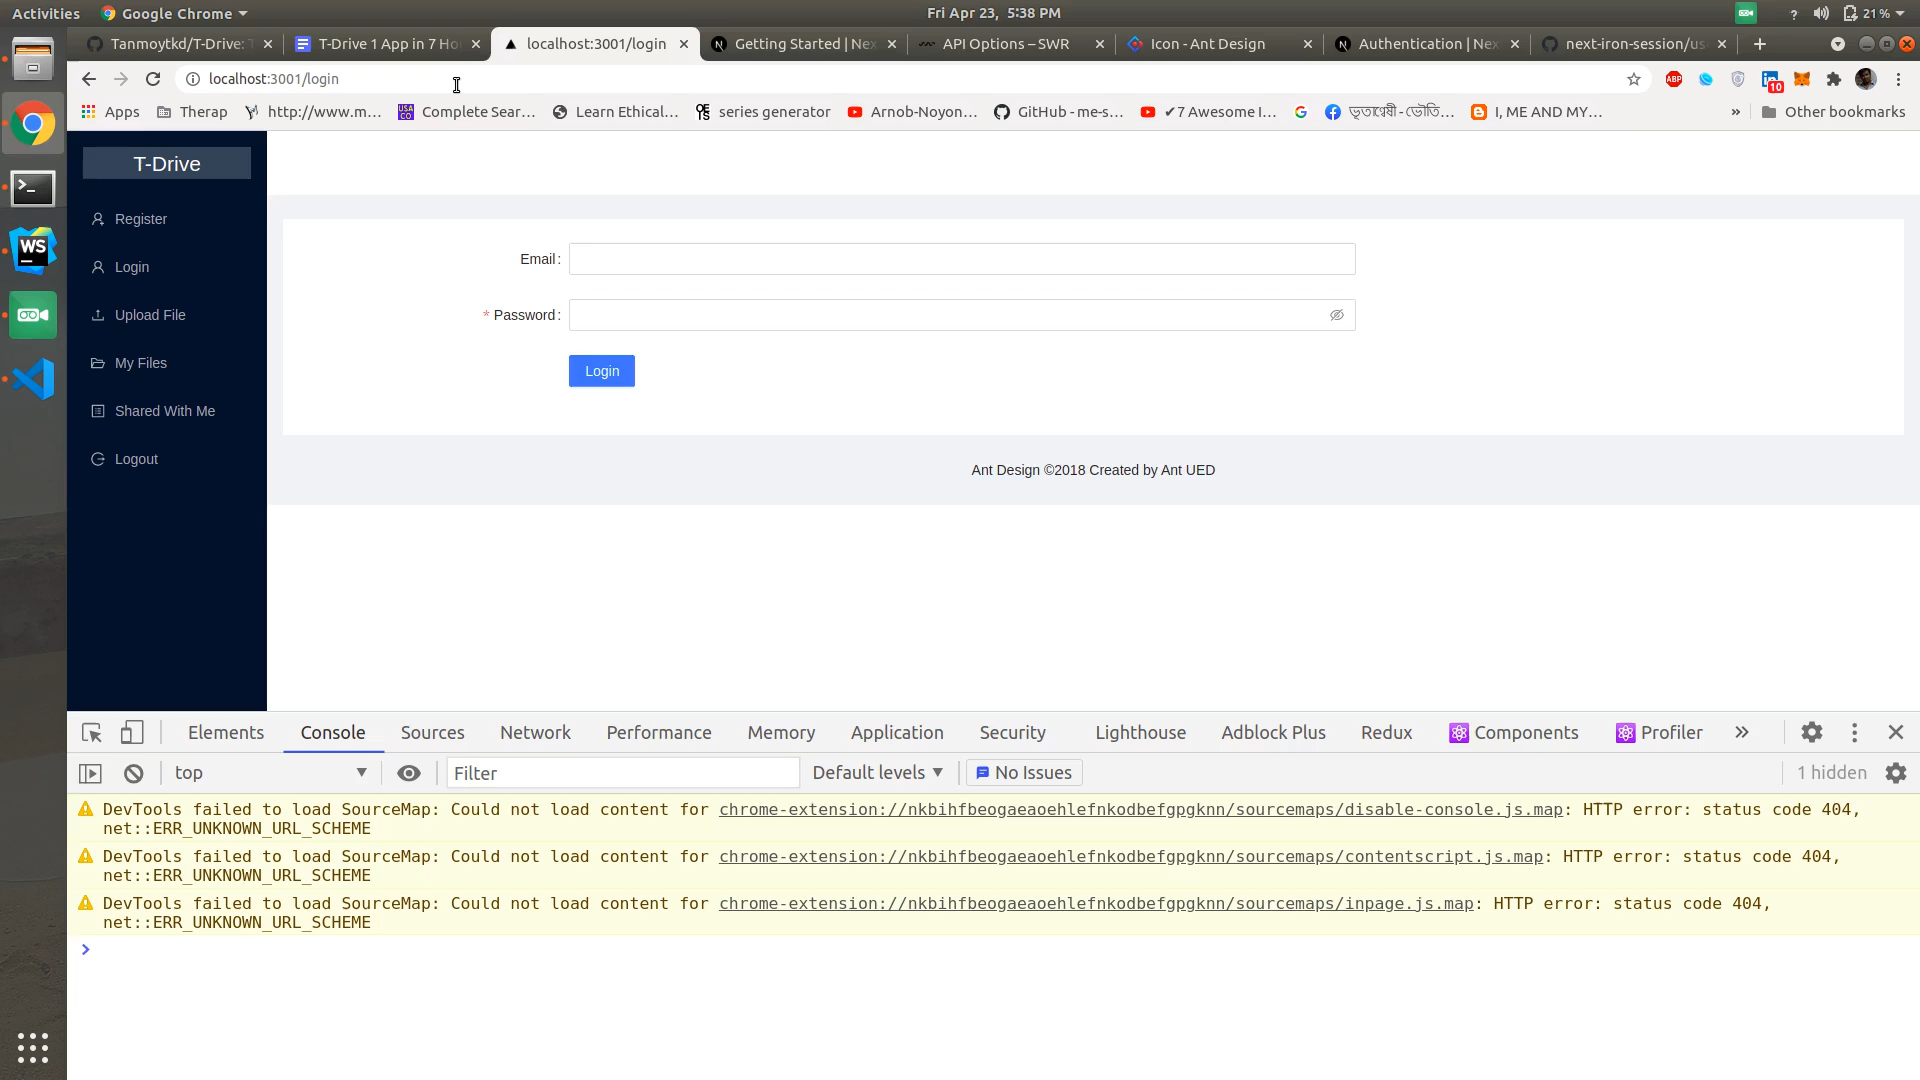 Activities
Google Chrome
Fri Apr 23, 5:38 PM
?
21 %
Tanmoytkd/T-Drive: T
T-Drive 1 App in 7 Ho
localhost:3001/login
Getting Started | Nex
API Options – SWR
Icon - Ant Design
Authentication | Nex
next-iron-session/us
localhost:3001/login
ABP
10
Apps
Therap
http://www.m...
Complete Sear...
Learn Ethical...
series generator
Arnob-Noyon...
GitHub - me-s...
✔7 Awesome I...
ভূতান্বেষী - ভৌতি...
I, ME AND MY...
»
Other bookmarks
WS
T-Drive
Register
Login
Upload File
My Files
Shared With Me
Logout
Email :
* Password :
Login
Ant Design ©2018 Created by Ant UED
Elements
Console
Sources
Network
Performance
Memory
Application
Security
Lighthouse
Adblock Plus
Redux
Components
Profiler
»
top
Filter
Default levels
No Issues
1 hidden
DevTools failed to load SourceMap: Could not load content for chrome-extension://nkbihfbeogaeaoehlefnkodbefgpgknn/sourcemaps/disable-console.js.map: HTTP error: status code 404,
net::ERR_UNKNOWN_URL_SCHEME
DevTools failed to load SourceMap: Could not load content for chrome-extension://nkbihfbeogaeaoehlefnkodbefgpgknn/sourcemaps/contentscript.js.map: HTTP error: status code 404,
net::ERR_UNKNOWN_URL_SCHEME
DevTools failed to load SourceMap: Could not load content for chrome-extension://nkbihfbeogaeaoehlefnkodbefgpgknn/sourcemaps/inpage.js.map: HTTP error: status code 404,
net::ERR_UNKNOWN_URL_SCHEME